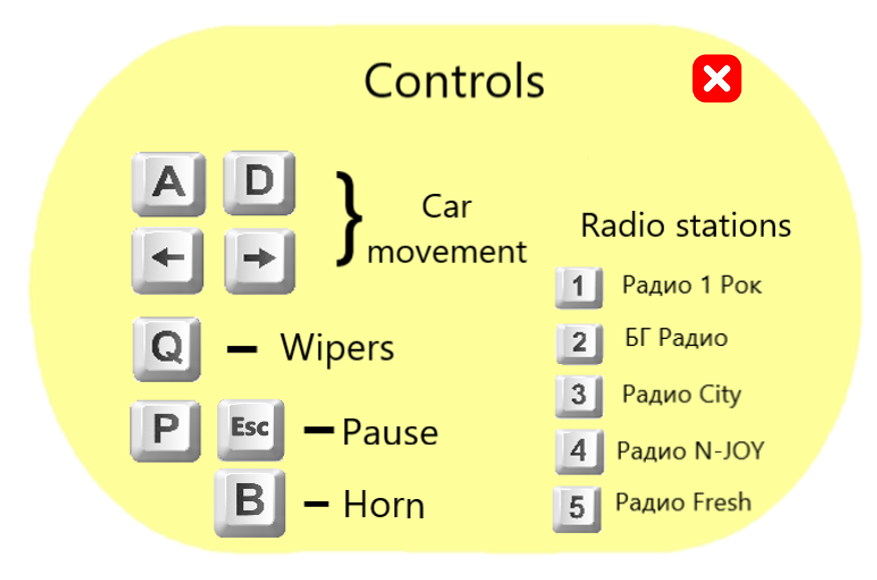 Controls
A D
Car
movement
← →
Q – Wipers
P Esc – Pause
B – Horn
Radio stations
1 Радио 1 Рок
2 БГ Радио
3 Радио City
4 Радио N-JOY
5 Радио Fresh